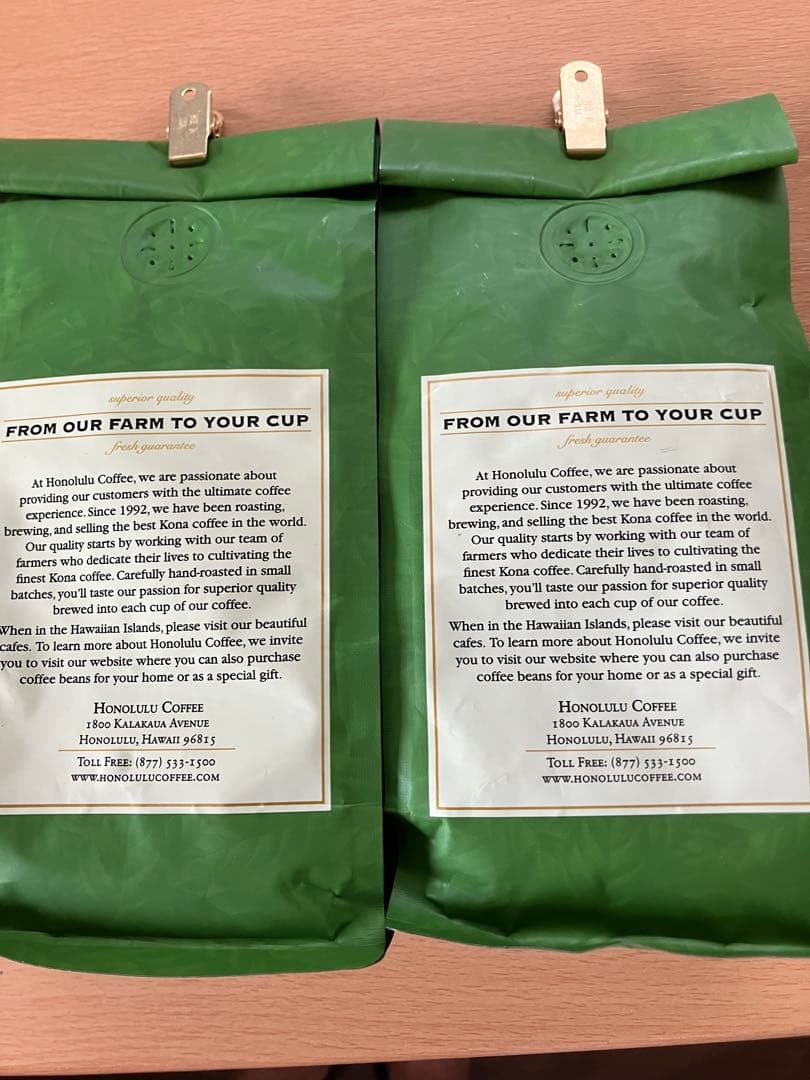 superior quality
FROM OUR FARM TO YOUR CUP
fresh guarantee
At Honolulu Coffee, we are passionate about
providing our customers with the ultimate coffee
experience. Since 1992, we have been roasting,
brewing, and selling the best Kona coffee in the world.
Our quality starts by working with our team of
farmers who dedicate their lives to cultivating the
finest Kona coffee. Carefully hand-roasted in small
batches, you'll taste our passion for superior quality
brewed into each cup of our coffee.
When in the Hawaiian Islands, please visit our beautiful
cafes. To learn more about Honolulu Coffee, we invite
you to visit our website where you can also purchase
coffee beans for your home or as a special gift.
HONOLULU COFFEE
1800 KALAKAUA AVENUE
HONOLULU, HAWAII 96815
TOLL FREE: (877) 533-1500
WWW.HONOLULUCOFFEE.COM
superior quality
FROM OUR FARM TO YOUR CUP
fresh guarantee
At Honolulu Coffee, we are passionate about
providing our customers with the ultimate coffee
experience. Since 1992, we have been roasting,
brewing, and selling the best Kona coffee in the world.
Our quality starts by working with our team of
farmers who dedicate their lives to cultivating the
finest Kona coffee. Carefully hand-roasted in small
batches, you'll taste our passion for superior quality
brewed into each cup of our coffee.
When in the Hawaiian Islands, please visit our beautiful
cafes. To learn more about Honolulu Coffee, we invite
you to visit our website where you can also purchase
coffee beans for your home or as a special gift.
HONOLULU COFFEE
1800 KALAKAUA AVENUE
HONOLULU, HAWAII 96815
TOLL FREE: (877) 533-1500
WWW.HONOLULUCOFFEE.COM